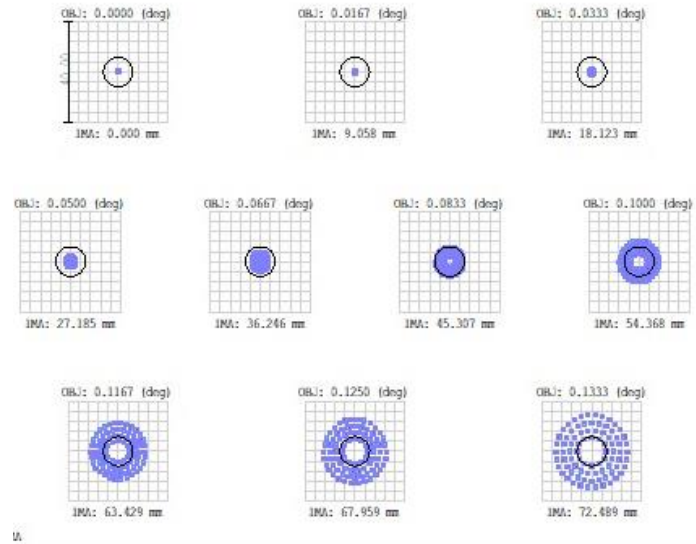 OBJ: 0.0000 (deg)
OBJ: 0.0167 (deg)
OBJ: 0.0333 (deg)
IMA: 0.000 mm
IMA: 9.058 mm
IMA: 18.123 mm
OBJ: 0.0500 (deg)
OBJ: 0.0667 (deg)
OBJ: 0.0833 (deg)
OBJ: 0.1000 (deg)
IMA: 27.185 mm
IMA: 36.246 mm
IMA: 45.307 mm
IMA: 54.368 mm
OBJ: 0.1167 (deg)
OBJ: 0.1250 (deg)
OBJ: 0.1333 (deg)
IMA: 63.429 mm
IMA: 67.959 mm
IMA: 72.489 mm